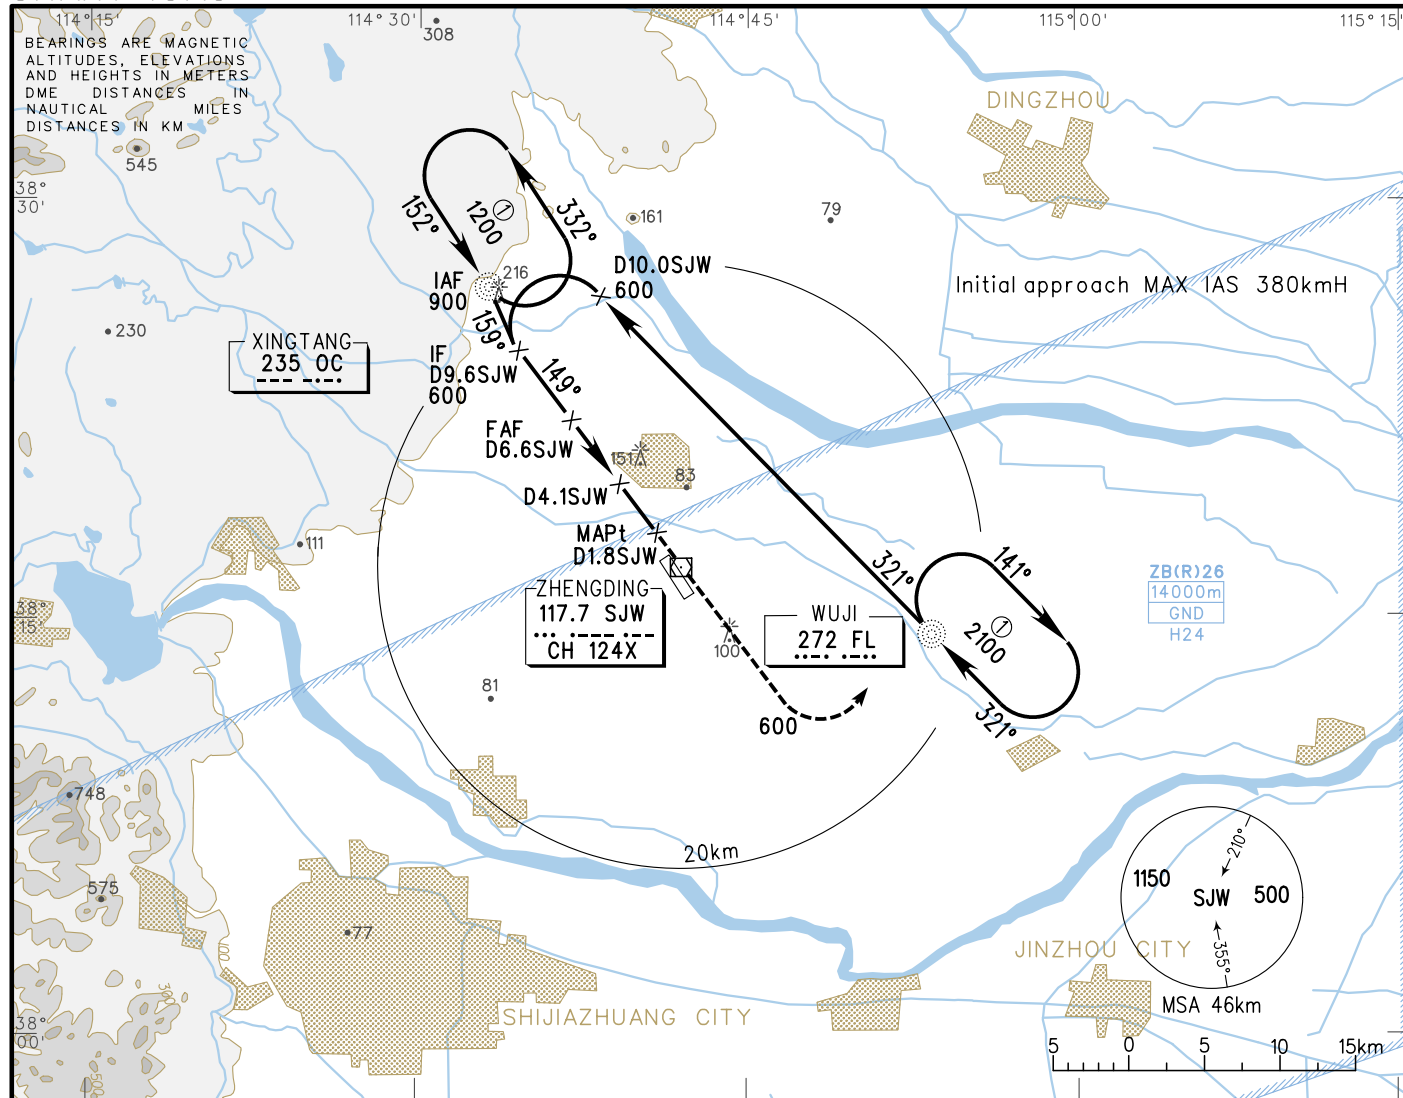 114°15'
114°30'
114°45'
115°00'
115°15'
308
BEARINGS ARE MAGNETIC
ALTITUDES, ELEVATIONS
AND HEIGHTS IN METERS
DME DISTANCES IN
NAUTICAL MILES
DISTANCES IN KM
545
DINGZHOU
38°
30'
152°
1200
①
332°
161
79
216
IAF
900
D10.0SJW
600
Initial approach MAX IAS 380kmH
230
XINGTANG
235 OC
159°
IF
D9.6SJW
600
149°
FAF
D6.6SJW
151
83
D4.1SJW
111
MAPt
D1.8SJW
321°
141°
ZB(R)26
14000m
GND
H24
38°
15'
ZHENGDING
117.7 SJW
CH 124X
100
WUJI
272 FL
①
2100
81
600
321°
748
20km
575
77
100
300
500
210°
1150
SJW
500
355°
JINZHOU CITY
MSA 46km
SHIJIAZHUANG CITY
38°
00'
5
0
5
10
15km